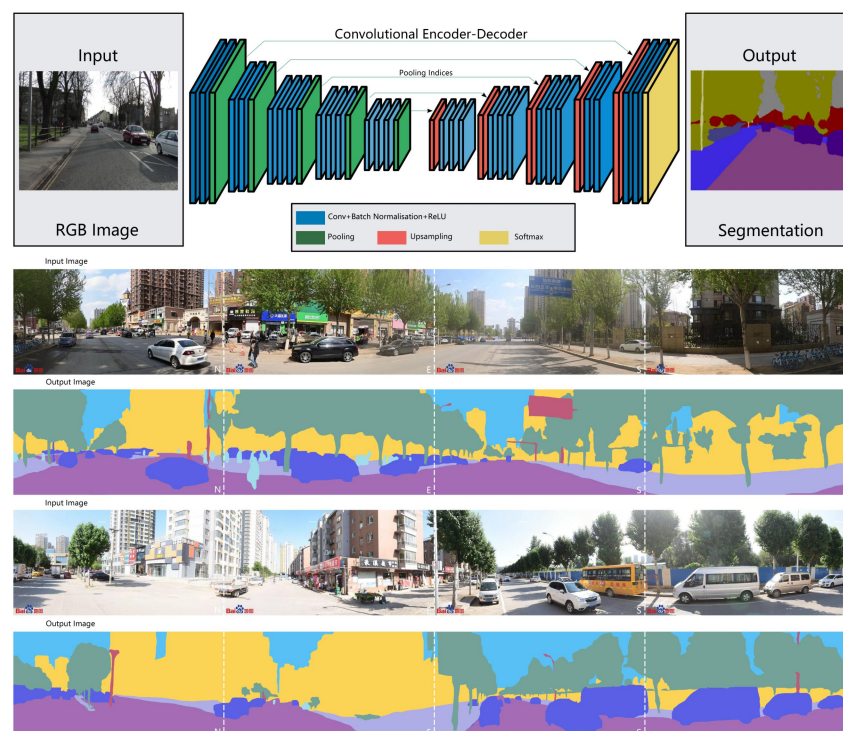 Convolutional Encoder-Decoder
Input
Output
Pooling Indices
RGB Image
Segmentation
Conv+Batch Normalisation+ReLU
Pooling
Upsampling
Softmax
Input Image
N
E
S
Output Image
N
E
S
Input Image
S
Output Image
N
E
S